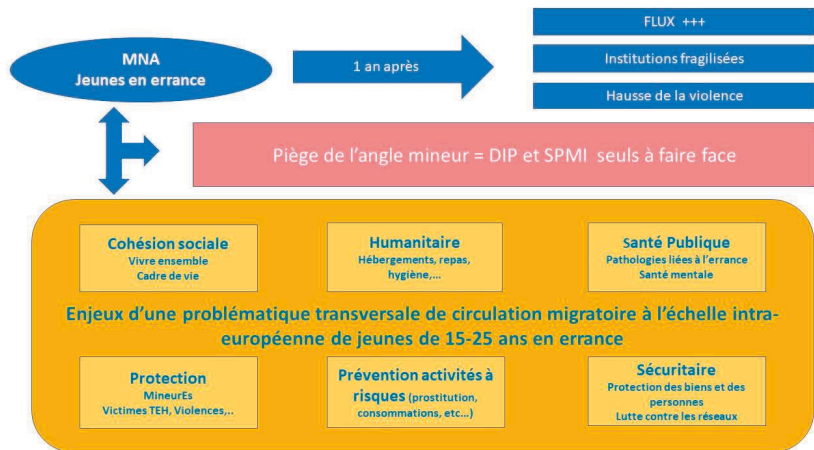 MNA
Jeunes en errance
1 an après
FLUX +++
Institutions fragilisées
Hausse de la violence
Piège de l’angle mineur = DIP et SPMI seuls à faire face
Cohésion sociale
Vivre ensemble
Cadre de vie
Humanitaire
Hébergements, repas,
hygiène,…
Santé Publique
Pathologies liées à l’errance
Santé mentale
Enjeux d’une problématique transversale de circulation migratoire à l’échelle intra-
européenne de jeunes de 15-25 ans en errance
Protection
MineurEs
Victimes TEH, Violences,..
Prévention activités à
risques (prostitution,
consommations, etc…)
Sécuritaire
Protection des biens et des
personnes
Lutte contre les réseaux